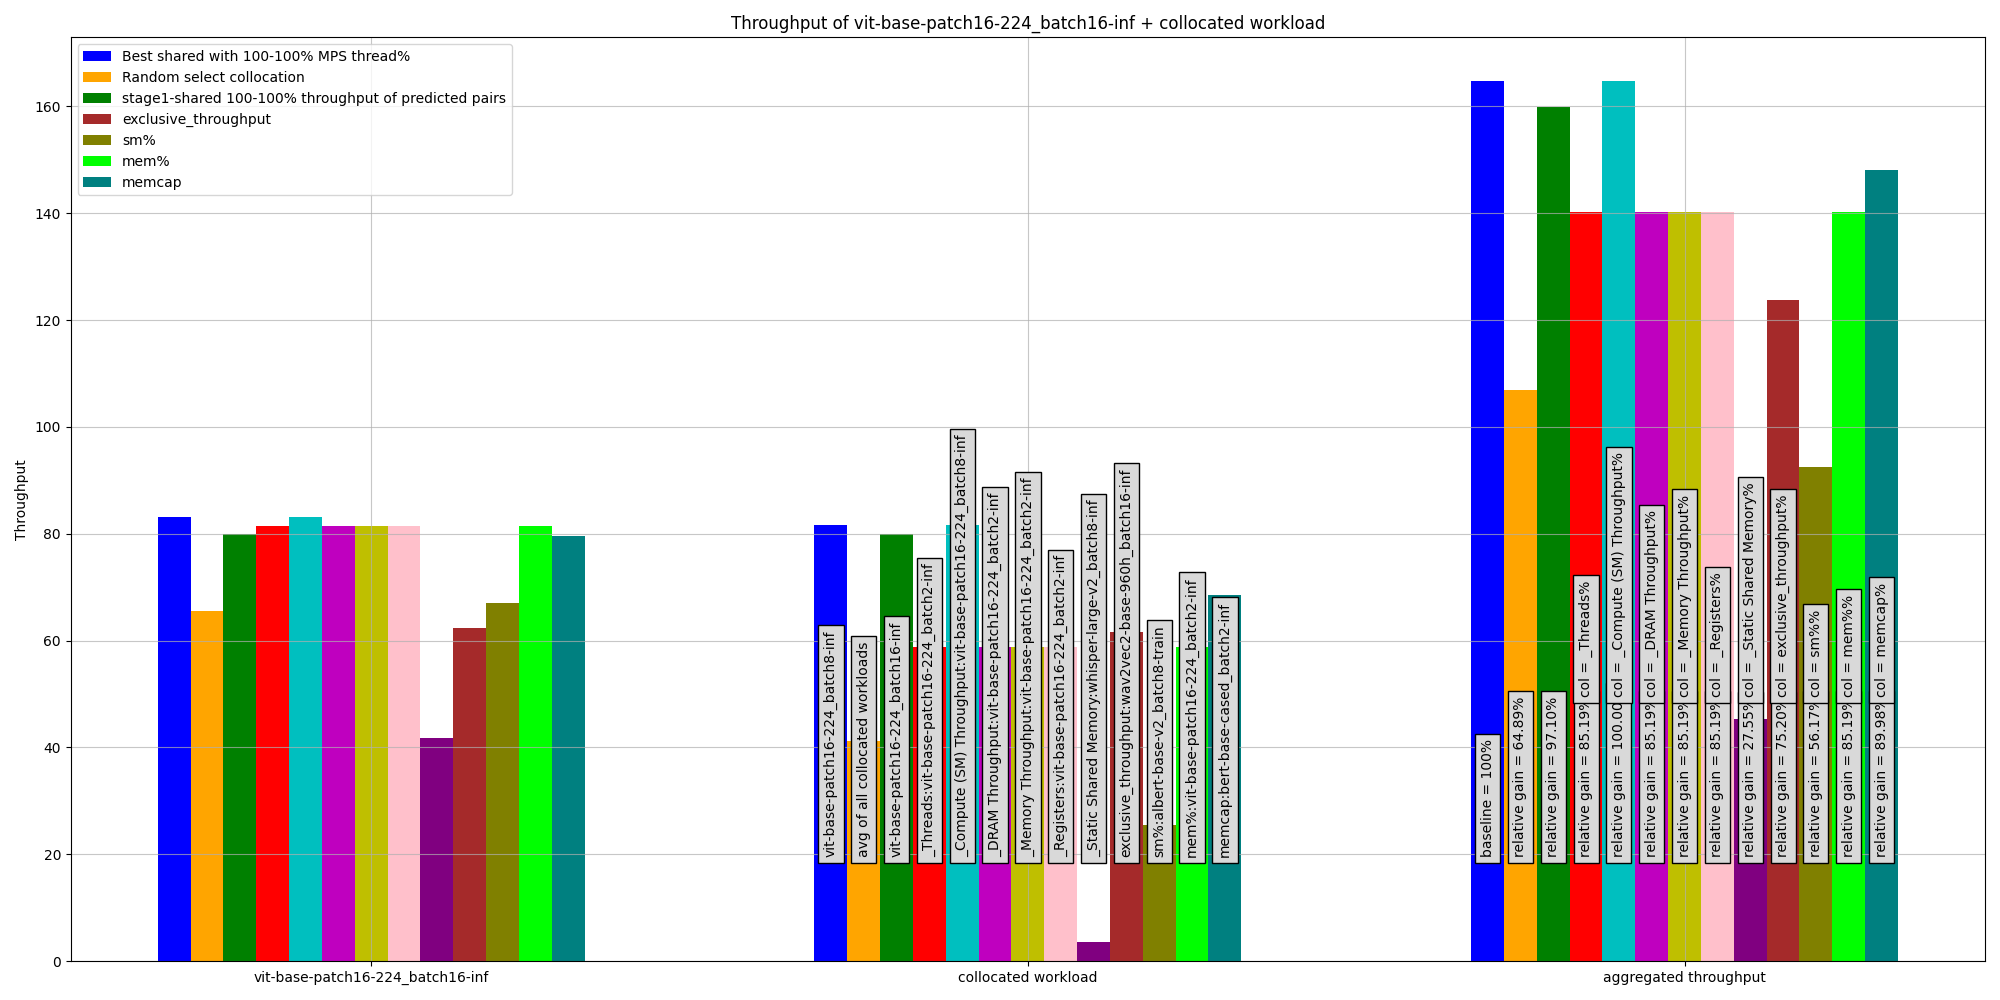 Throughput of vit-base-patch16-224_batch16-inf + collocated workload
Best shared with 100-100% MPS thread%
Random select collocation
stage1-shared 100-100% throughput of predicted pairs
exclusive_throughput
sm%
mem%
memcap
Throughput
160
140
120
100
80
60
40
20
0
vit-base-patch16-224_batch8-inf
avg of all collocated workloads
vit-base-patch16-224_batch16-inf
_Threads:vit-base-patch16-224_batch2-inf
_Compute (SM) Throughput:vit-base-patch16-224_batch8-inf
_DRAM Throughput:vit-base-patch16-224_batch2-inf
_Memory Throughput:vit-base-patch16-224_batch2-inf
_Registers:vit-base-patch16-224_batch2-inf
_Static Shared Memory:whisper-large-v2_batch8-inf
exclusive_throughput:wav2vec2-base-960h_batch16-inf
sm%:albert-base-v2_batch8-train
mem%:vit-base-patch16-224_batch2-inf
memcap:bert-base-cased_batch2-inf
baseline = 100%
relative gain = 64.89%
relative gain = 97.10%
relative gain = 85.19%
col = _Threads%
relative gain = 100.00
col = _Compute (SM) Throughput%
relative gain = 85.19%
col = _DRAM Throughput%
relative gain = 85.19%
col = _Memory Throughput%
relative gain = 85.19%
col = _Registers%
relative gain = 27.55%
col = _Static Shared Memory%
relative gain = 75.20%
col = exclusive_throughput%
relative gain = 56.17%
col = sm%%
relative gain = 85.19%
col = mem%%
relative gain = 89.98%
col = memcap%
vit-base-patch16-224_batch16-inf
collocated workload
aggregated throughput